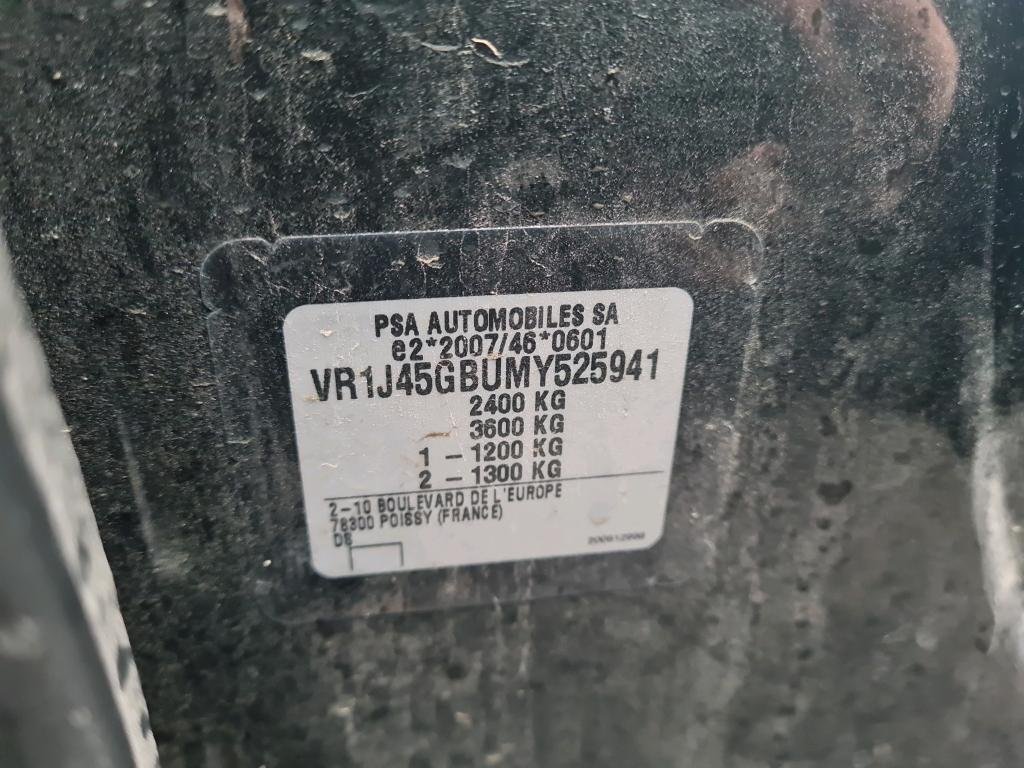 PSA AUTOMOBILES SA
e2*2007/46*0601
VR1J45GBUMY525941
2400 KG
3600 KG
1 - 1200 KG
2 - 1300 KG
2-10 BOULEVARD DE L'EUROPE
78300 POISSY (FRANCE)
DS